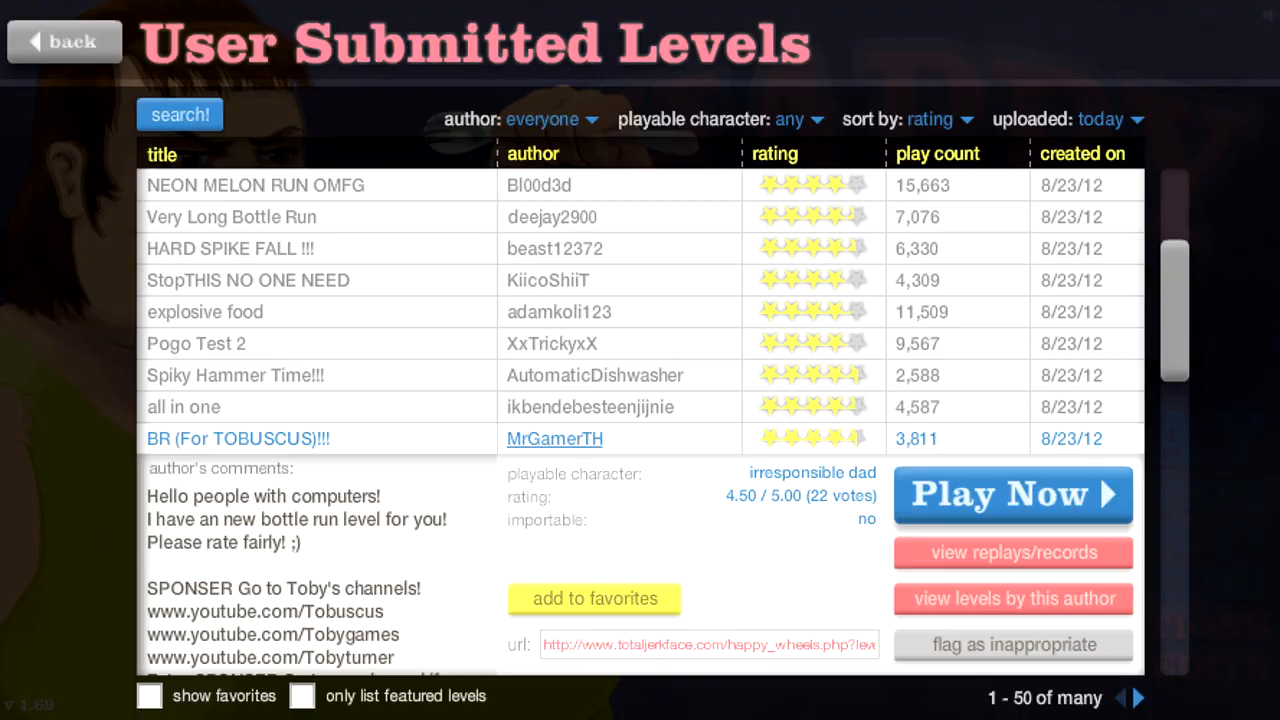 back
User Submitted Levels
search!
author: everyone playable character: any sort by: rating uploaded: today
title author rating play count created on
NEON MELON RUN OMFG Bl00d3d 15,663 8/23/12
Very Long Bottle Run deejay2900 7,076 8/23/12
HARD SPIKE FALL !!! beast12372 6,330 8/23/12
StopTHIS NO ONE NEED KiicoShiiT 4,309 8/23/12
explosive food adamkoli123 11,509 8/23/12
Pogo Test 2 XxTrickyxX 9,567 8/23/12
Spiky Hammer Time!!! AutomaticDishwasher 2,588 8/23/12
all in one ikbendebesteenjijnie 4,587 8/23/12
BR (For TOBUSCUS)!!! MrGamerTH 3,811 8/23/12
author's comments:
Hello people with computers!
I have an new bottle run level for you!
Please rate fairly! ;)
SPONSER Go to Toby's channels!
www.youtube.com/Tobuscus
www.youtube.com/Tobygames
www.youtube.com/Tobyturner
playable character: irresponsible dad
rating: 4.50 / 5.00 (22 votes)
importable: no
add to favorites
url: http://www.totaljerkface.com/happy_wheels.php?leve
Play Now
view replays/records
view levels by this author
flag as inappropriate
show favorites only list featured levels
1 - 50 of many
v 1.69